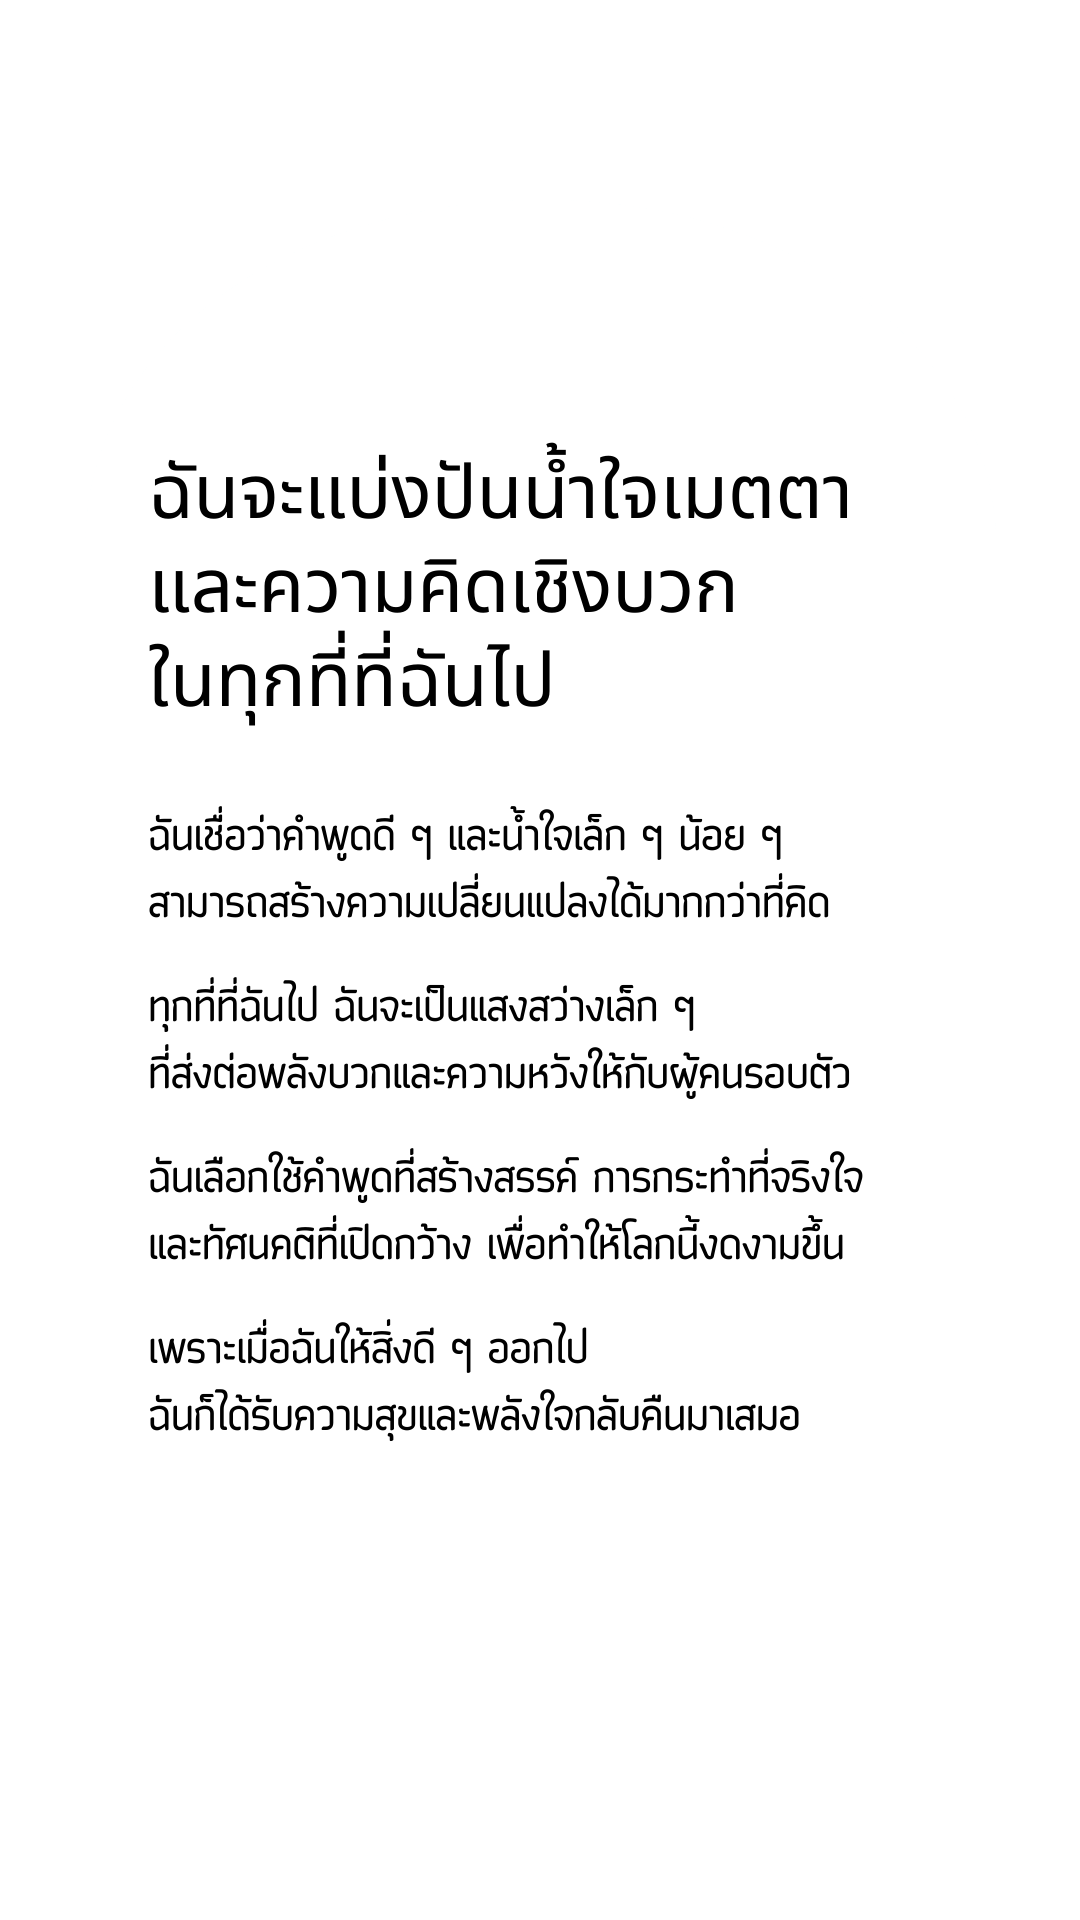 ฉันจะแบ่งปันน้ำใจเมตตา
และความคิดเชิงบวก
ในทุกที่ที่ฉันไป
ฉันเชื่อว่าคำพูดดี ๆ และน้ำใจเล็ก ๆ น้อย ๆ
สามารถสร้างความเปลี่ยนแปลงได้มากกว่าที่คิด
ทุกที่ที่ฉันไป ฉันจะเป็นแสงสว่างเล็ก ๆ
ที่ส่งต่อพลังบวกและความหวังให้กับผู้คนรอบตัว
ฉันเลือกใช้คำพูดที่สร้างสรรค์ การกระทำที่จริงใจ
และทัศนคติที่เปิดกว้าง เพื่อทำให้โลกนี้งดงามขึ้น
เพราะเมื่อฉันให้สิ่งดี ๆ ออกไป
ฉันก็ได้รับความสุขและพลังใจกลับคืนมาเสมอ